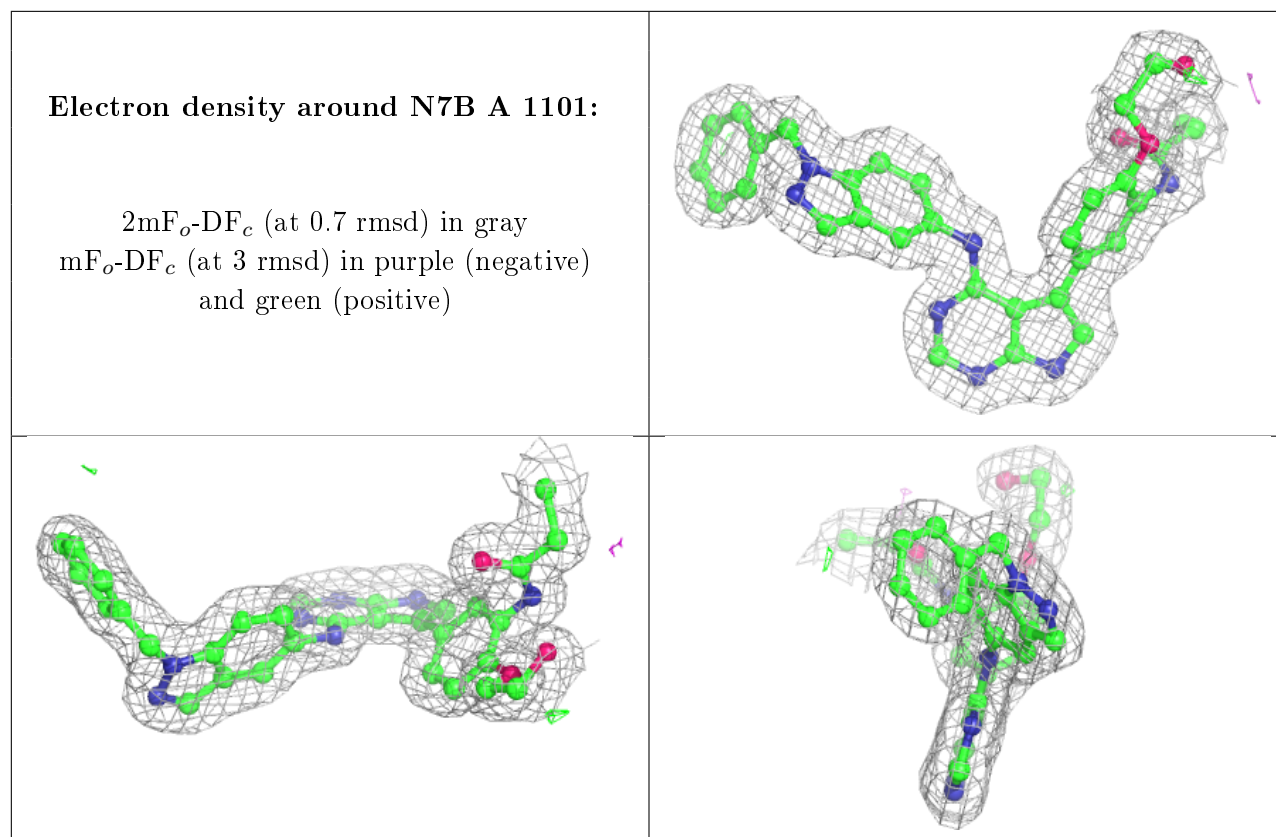 Electron density around N7B A 1101:
2mFₒ-DF𝒸 (at 0.7 rmsd) in gray
mFₒ-DF𝒸 (at 3 rmsd) in purple (negative)
and green (positive)